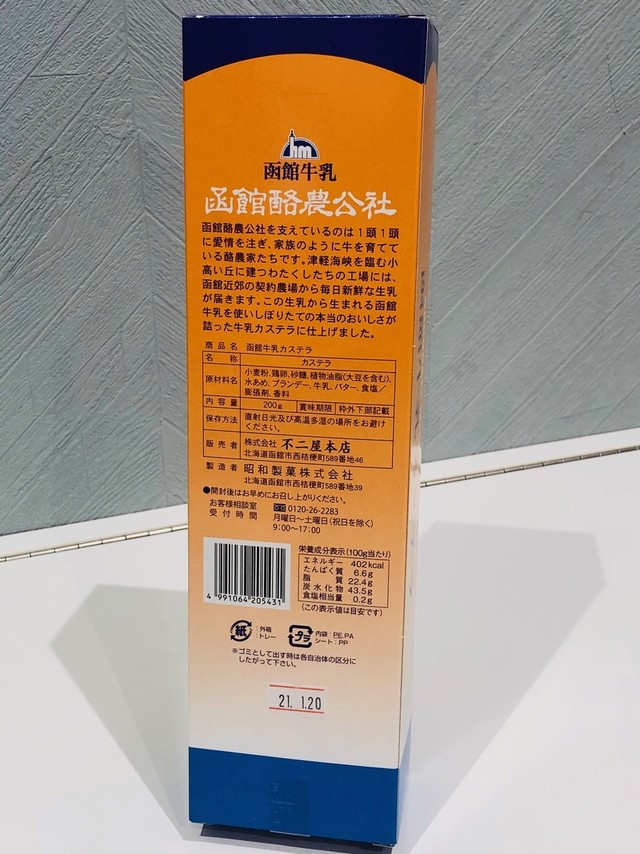 hm
函館牛乳
函館酪農公社
函館酪農公社を支えているのは1頭1頭
に愛情を注ぎ、家族のように牛を育てて
いる酪農家たちです。津軽海峡を臨む小
高い丘に建つわたくしたちの工場には、
函館近郊の契約農場から毎日新鮮な生乳
が届きます。この生乳から生まれる函館
牛乳を使いしぼりたての本当のおいしさが
詰った牛乳カステラに仕上げました。
商品名 函館牛乳カステラ
名称 カステラ
原材料名 小麦粉、鶏卵、砂糖、植物油脂(大豆を含む)、
水あめ、ブランデー、牛乳、バター、食塩/
膨張剤、香料
内容量 200g 賞味期限 枠外下部記載
保存方法 直射日光及び高温多湿の場所をお避け
ください。
販売者 株式会社 不二屋本店
北海道函館市西桔梗町589番地46
製造者 昭和製菓株式会社
北海道函館市西桔梗町589番地39
●開封後はお早めにお召し上がりください。
お客様相談室 0120-26-2283
受付時間 月曜日〜土曜日(祝日を除く)
9:00〜17:00
栄養成分表示(100g当たり)
エネルギー 402kcal
たんぱく質 6.6g
脂質 22.4g
炭水化物 43.5g
食塩相当量 0.2g
(この表示値は目安です)
4 991064 205431
紙 :外箱
:トレー
プラ 内袋:PE,PA
シート:PP
※ゴミとして出す時は各自治体の区分に
したがって下さい。
21. 1.20